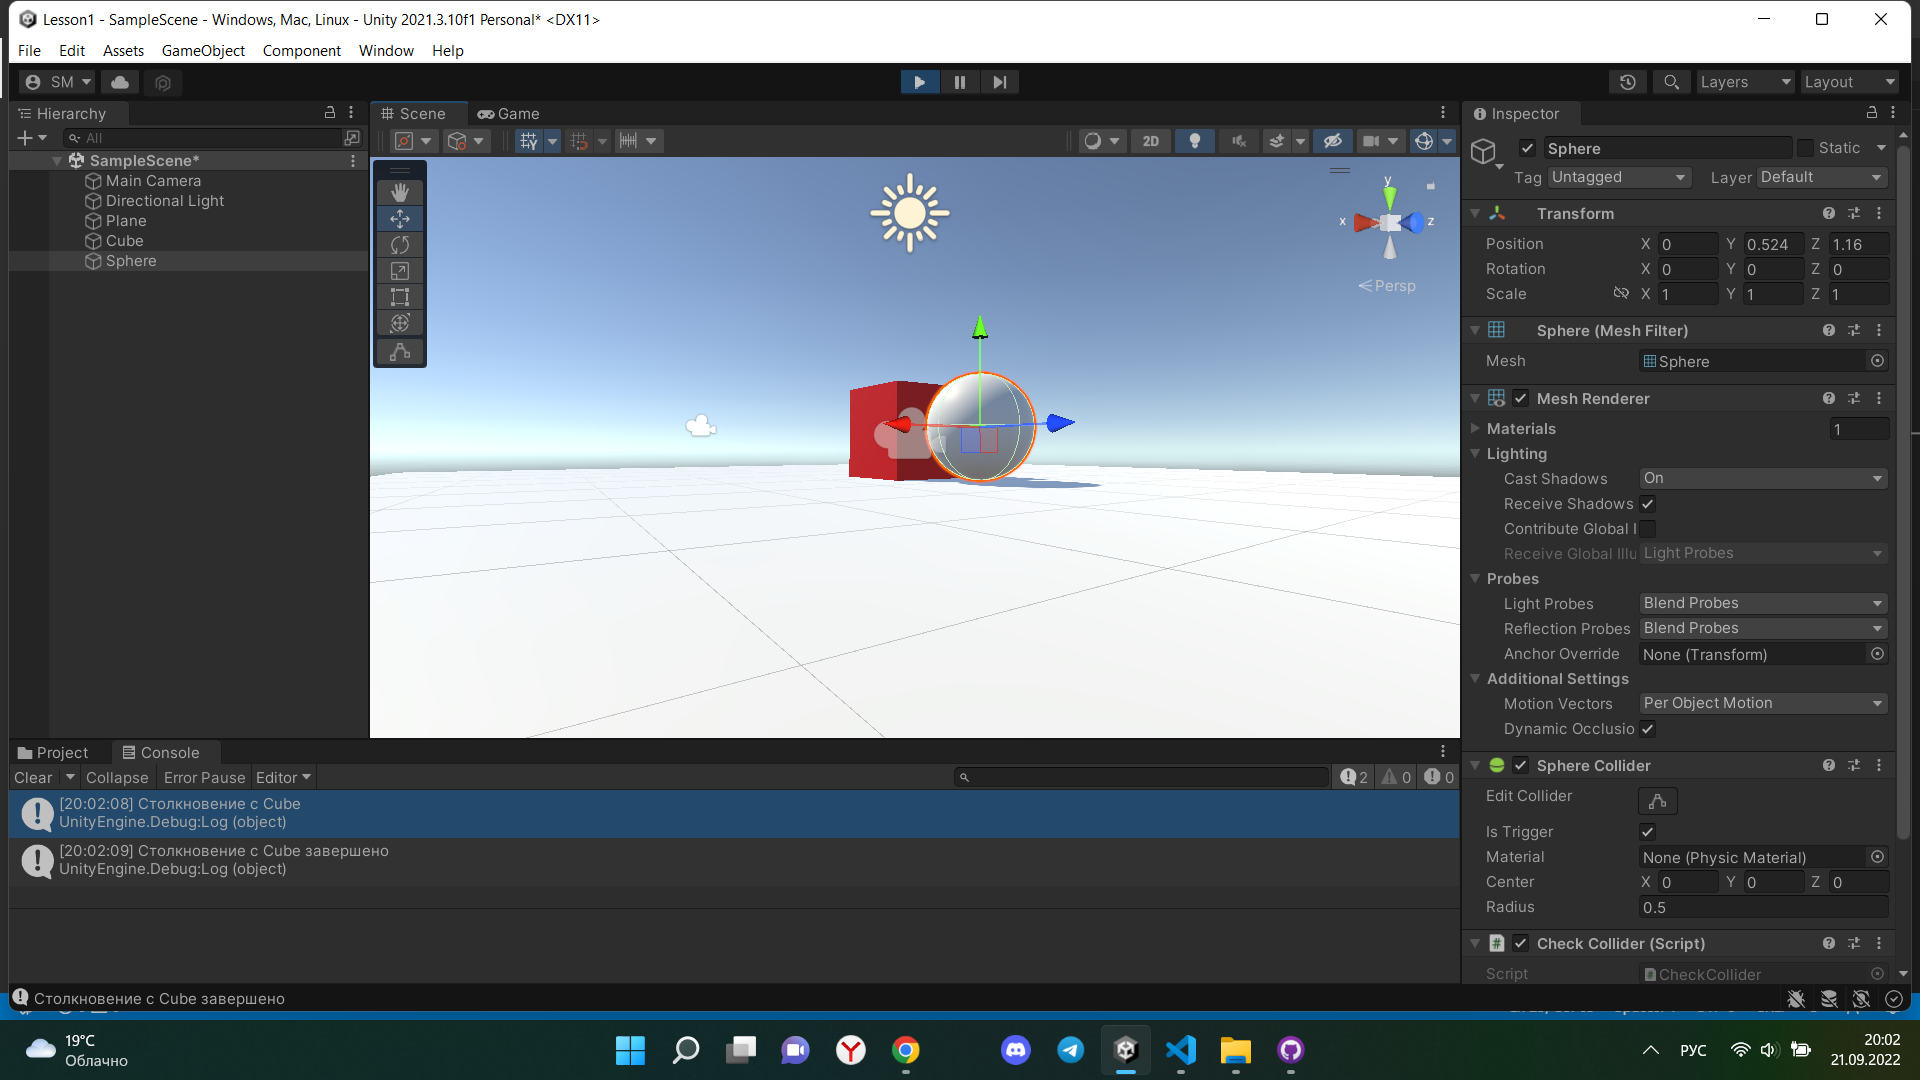 Lesson1 - SampleScene - Windows, Mac, Linux - Unity 2021.3.10f1 Personal* <DX11>
File Edit Assets GameObject Component Window Help
SM Layers Layout
Hierarchy
All
SampleScene*
Main Camera
Directional Light
Plane
Cube
Sphere
Scene Game
2D
y
x z
Persp
Inspector
Sphere Static
Tag Untagged Layer Default
Transform
Position X 0 Y 0.524 Z 1.16
Rotation X 0 Y 0 Z 0
Scale X 1 Y 1 Z 1
Sphere (Mesh Filter)
Mesh Sphere
Mesh Renderer
Materials 1
Lighting
Cast Shadows On
Receive Shadows
Contribute Global I
Receive Global Illu Light Probes
Probes
Light Probes Blend Probes
Reflection Probes Blend Probes
Anchor Override None (Transform)
Additional Settings
Motion Vectors Per Object Motion
Dynamic Occlusio
Sphere Collider
Edit Collider
Is Trigger
Material None (Physic Material)
Center X 0 Y 0 Z 0
Radius 0.5
# Check Collider (Script)
Script CheckCollider
Project Console
Clear Collapse Error Pause Editor 2 0 0
[20:02:08] Столкновение с Cube
UnityEngine.Debug:Log (object)
[20:02:09] Столкновение с Cube завершено
UnityEngine.Debug:Log (object)
Столкновение с Cube завершено
19°C
Облачно
РУС
20:02
21.09.2022